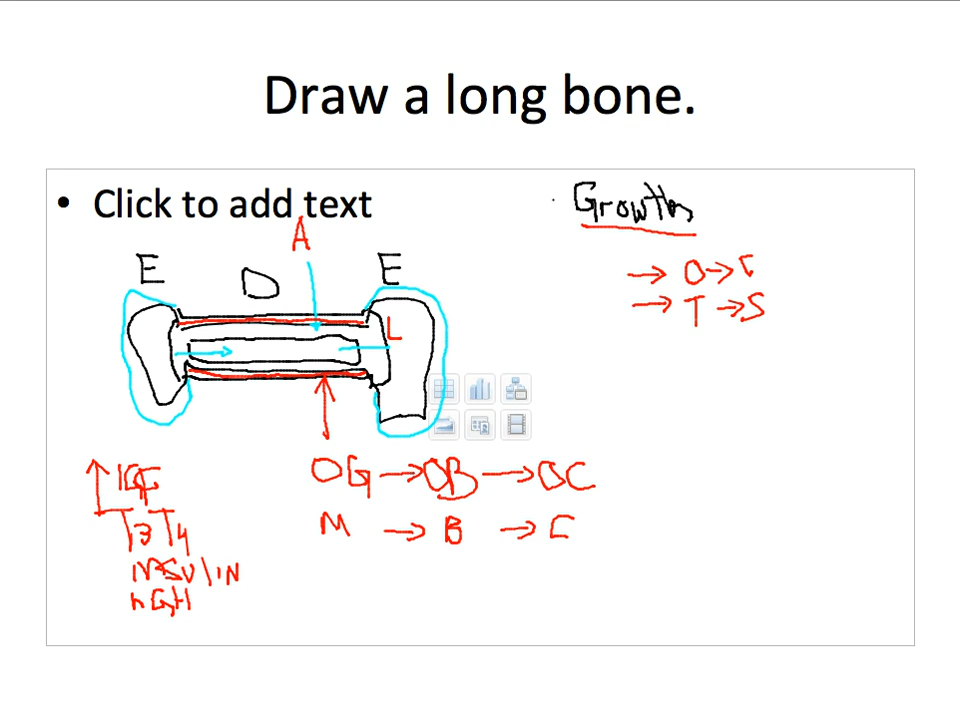 Draw a long bone.
• Click to add text
Growth
→ O→C
→ T→S
A
E D E
L
OG→OB→OC
M → B → C
↑IGF
T3 T4
INSULIN
hGH